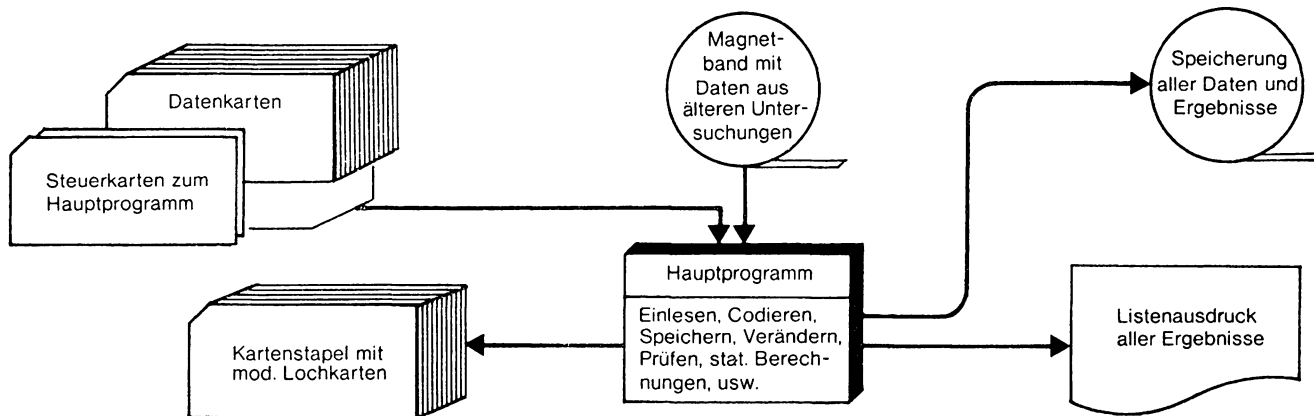 Datenkarten
Steuerkarten zum
Hauptprogramm
Magnet-
band mit
Daten aus
älteren Unter-
suchungen
Speicherung
aller Daten und
Ergebnisse
Hauptprogramm
Einlesen, Codieren,
Speichern, Verändern,
Prüfen, stat. Berech-
nungen, usw.
Kartenstapel mit
mod. Lochkarten
Listenausdruck
aller Ergebnisse